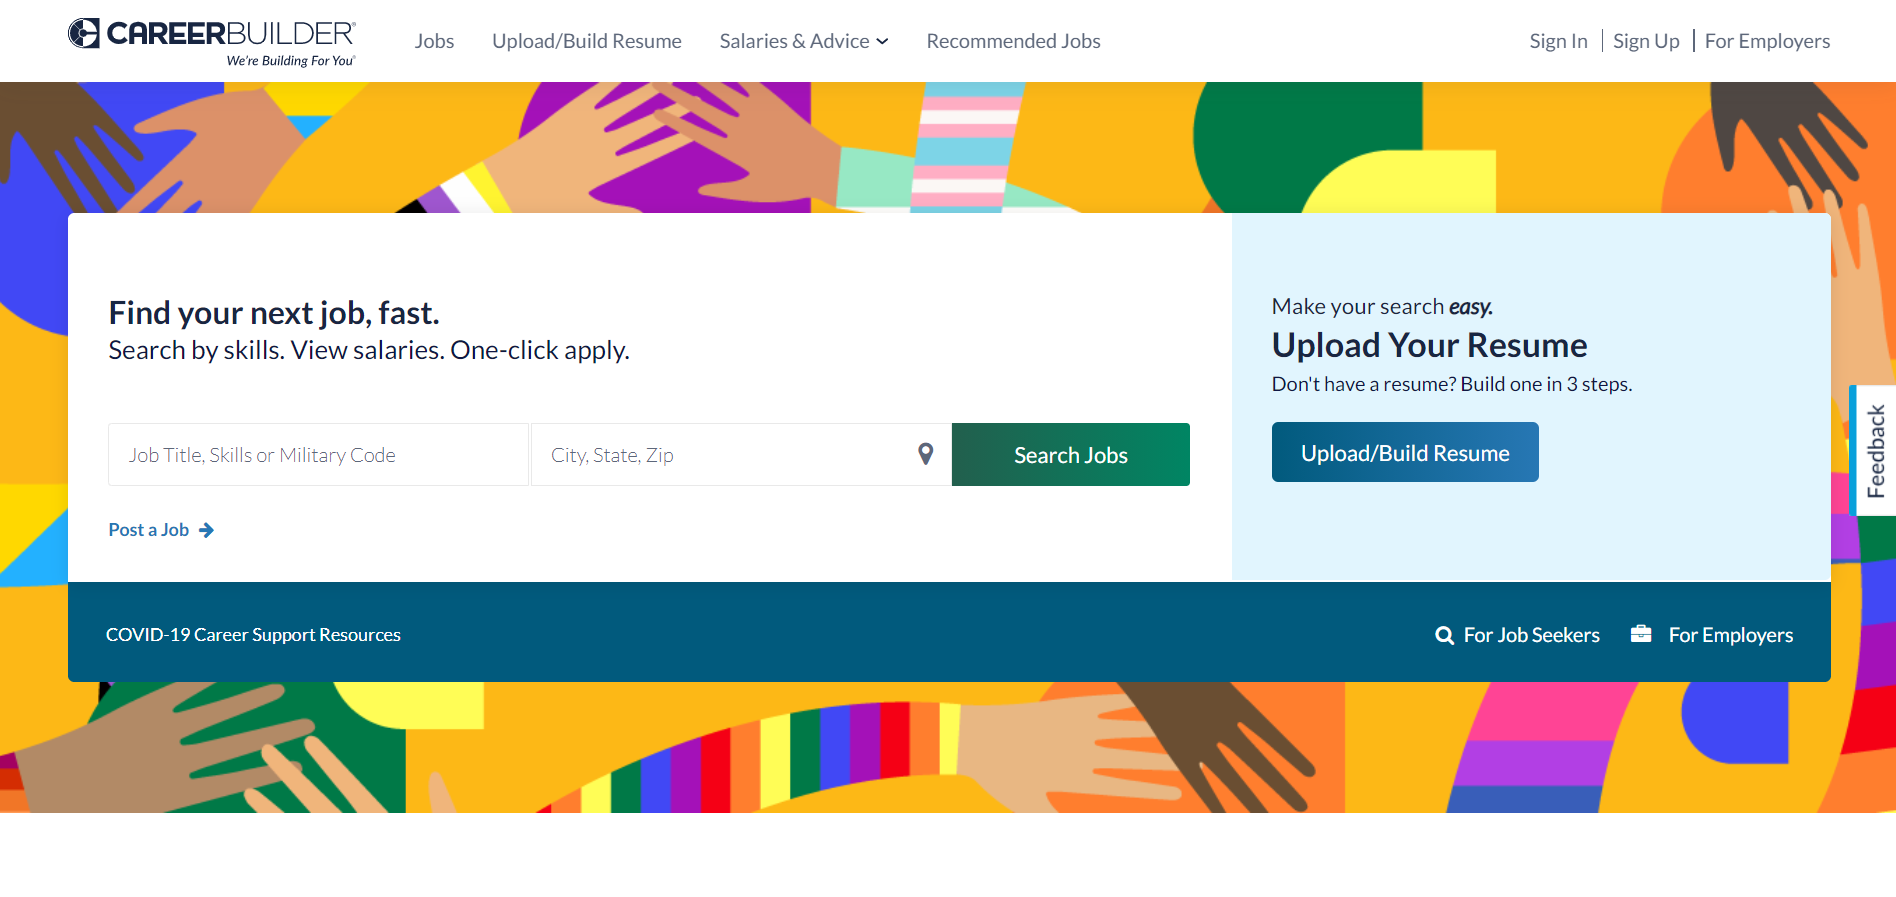 CAREERBUILDER®
We're Building For You®
Jobs
Upload/Build Resume
Salaries & Advice
Recommended Jobs
Sign In
Sign Up
For Employers
Find your next job, fast.
Search by skills. View salaries. One-click apply.
Job Title, Skills or Military Code
City, State, Zip
Search Jobs
Post a Job
Make your search easy.
Upload Your Resume
Don't have a resume? Build one in 3 steps.
Upload/Build Resume
Feedback
COVID-19 Career Support Resources
For Job Seekers
For Employers